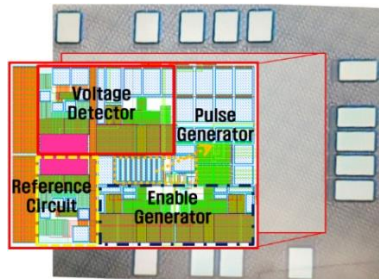 Voltage
Detector
Pulse
Generator
Reference
Circuit
Enable
Generator